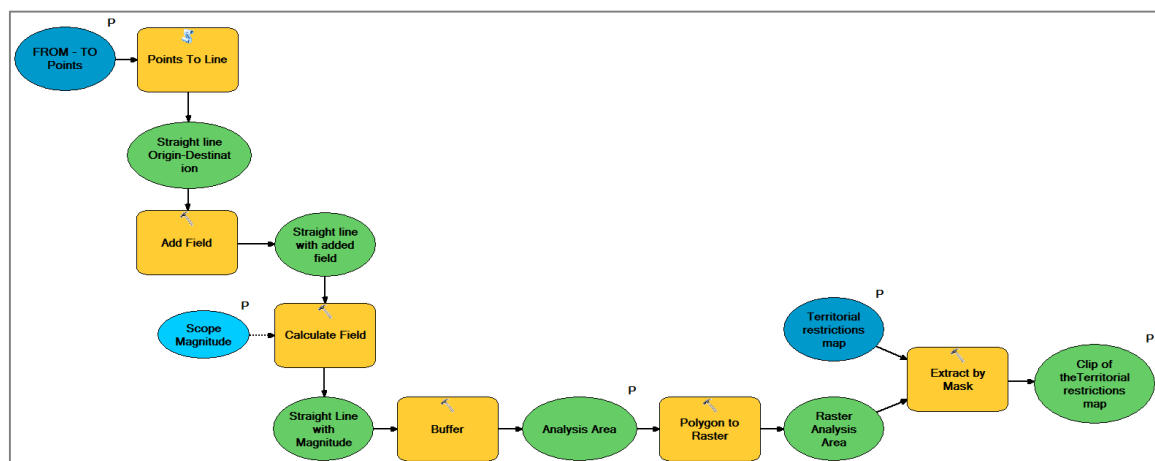 P
FROM - TO
Points
Points To Line
Straight line
Origin-Destinat
ion
Add Field
Straight line
with added
field
P
Scope
Magnitude
Calculate Field
Straight Line
with
Magnitude
Buffer
P
Analysis Area
Polygon to
Raster
P
Territorial
restrictions
map
Raster
Analysis
Area
Extract by
Mask
P
Clip of
theTerritorial
restrictions
map